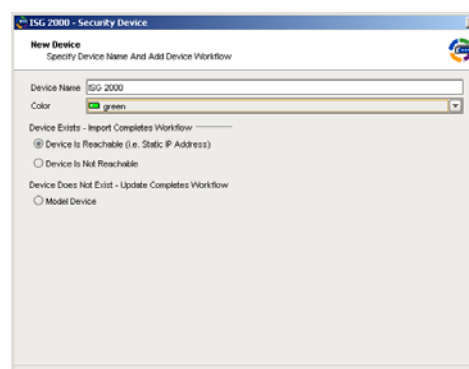 ISG 2000 - Security Device
New Device
Specify Device Name And Add Device Workflow
Device Name ISG 2000
Color green
Device Exists - Import Completes Workflow
Device Is Reachable (i.e. Static IP Address)
Device Is Not Reachable
Device Does Not Exist - Update Completes Workflow
Model Device